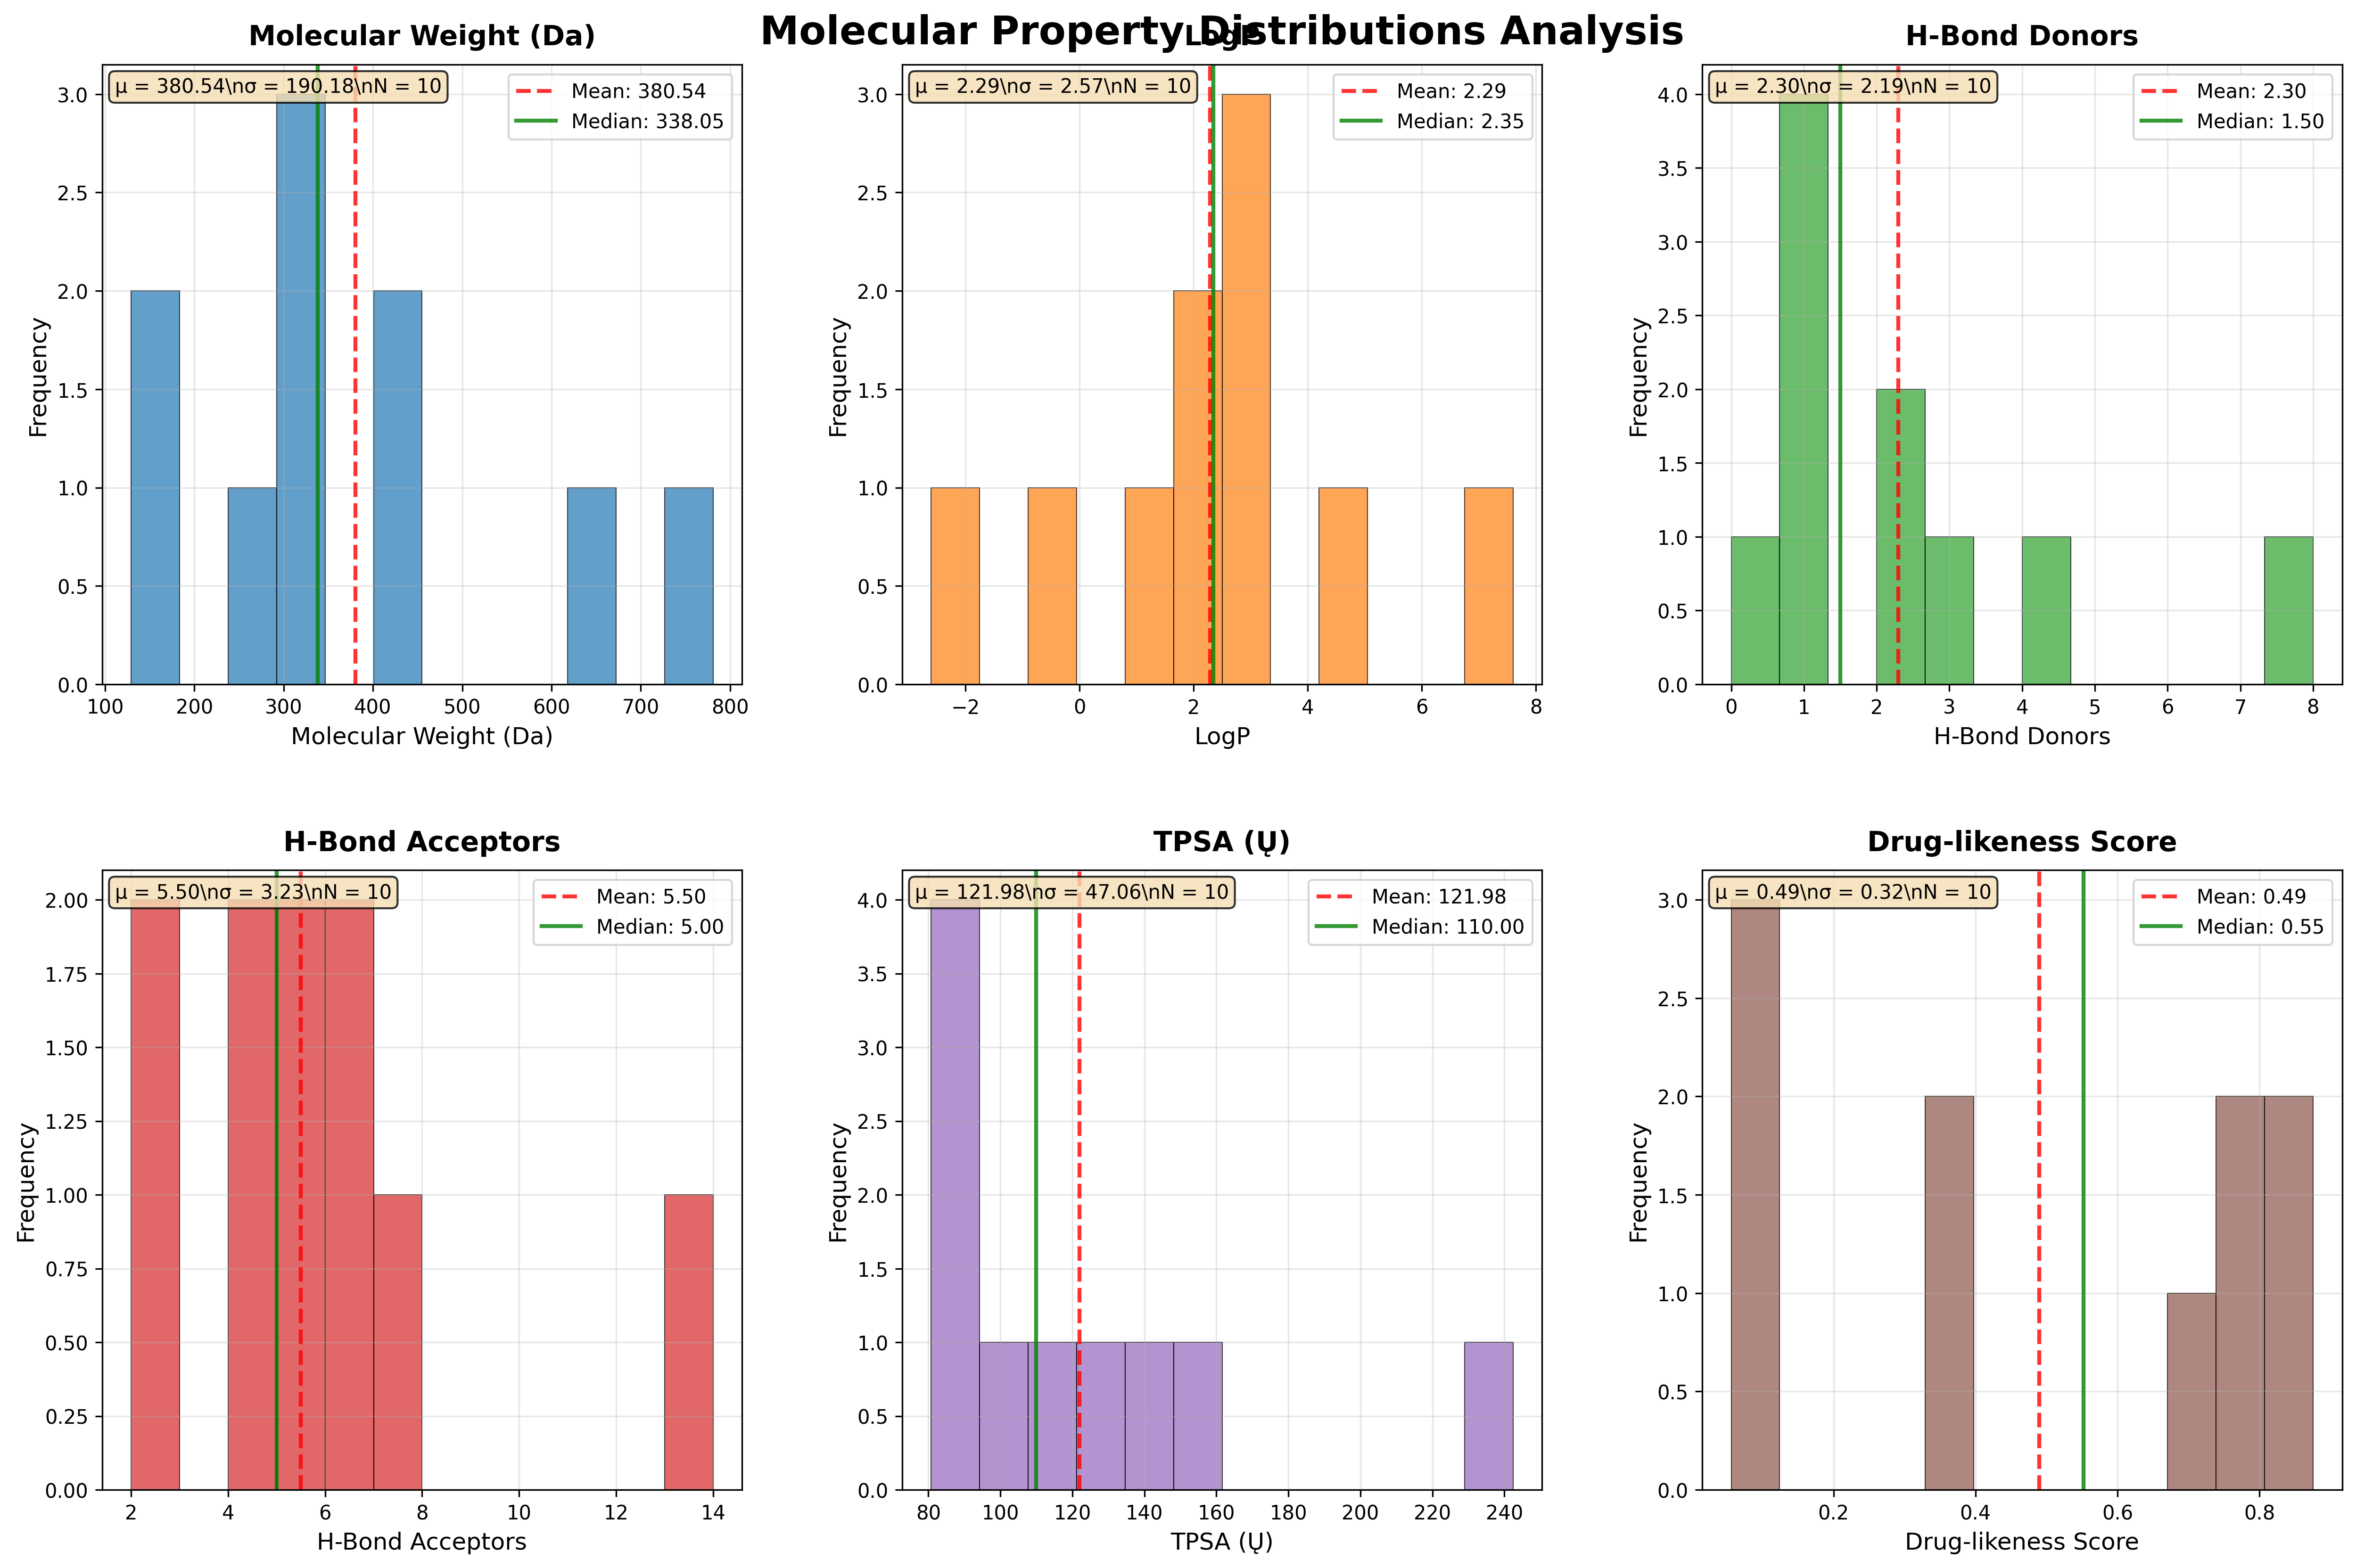 Molecular Property Distributions Analysis
Molecular Weight (Da)
LogP
H-Bond Donors
μ = 380.54\nσ = 190.18\nN = 10
Mean: 380.54
Median: 338.05
3.0
2.5
2.0
1.5
1.0
0.5
0.0
Frequency
100 200 300 400 500 600 700 800
Molecular Weight (Da)
μ = 2.29\nσ = 2.57\nN = 10
Mean: 2.29
Median: 2.35
3.0
2.5
2.0
1.5
1.0
0.5
0.0
Frequency
−2 0 2 4 6 8
LogP
μ = 2.30\nσ = 2.19\nN = 10
Mean: 2.30
Median: 1.50
4.0
3.5
3.0
2.5
2.0
1.5
1.0
0.5
0.0
Frequency
0 1 2 3 4 5 6 7 8
H-Bond Donors
H-Bond Acceptors
μ = 5.50\nσ = 3.23\nN = 10
Mean: 5.50
Median: 5.00
2.00
1.75
1.50
1.25
1.00
0.75
0.50
0.25
0.00
Frequency
2 4 6 8 10 12 14
H-Bond Acceptors
TPSA (Ų)
μ = 121.98\nσ = 47.06\nN = 10
Mean: 121.98
Median: 110.00
4.0
3.5
3.0
2.5
2.0
1.5
1.0
0.5
0.0
Frequency
80 100 120 140 160 180 200 220 240
TPSA (Ų)
Drug-likeness Score
μ = 0.49\nσ = 0.32\nN = 10
Mean: 0.49
Median: 0.55
3.0
2.5
2.0
1.5
1.0
0.5
0.0
Frequency
0.2 0.4 0.6 0.8
Drug-likeness Score